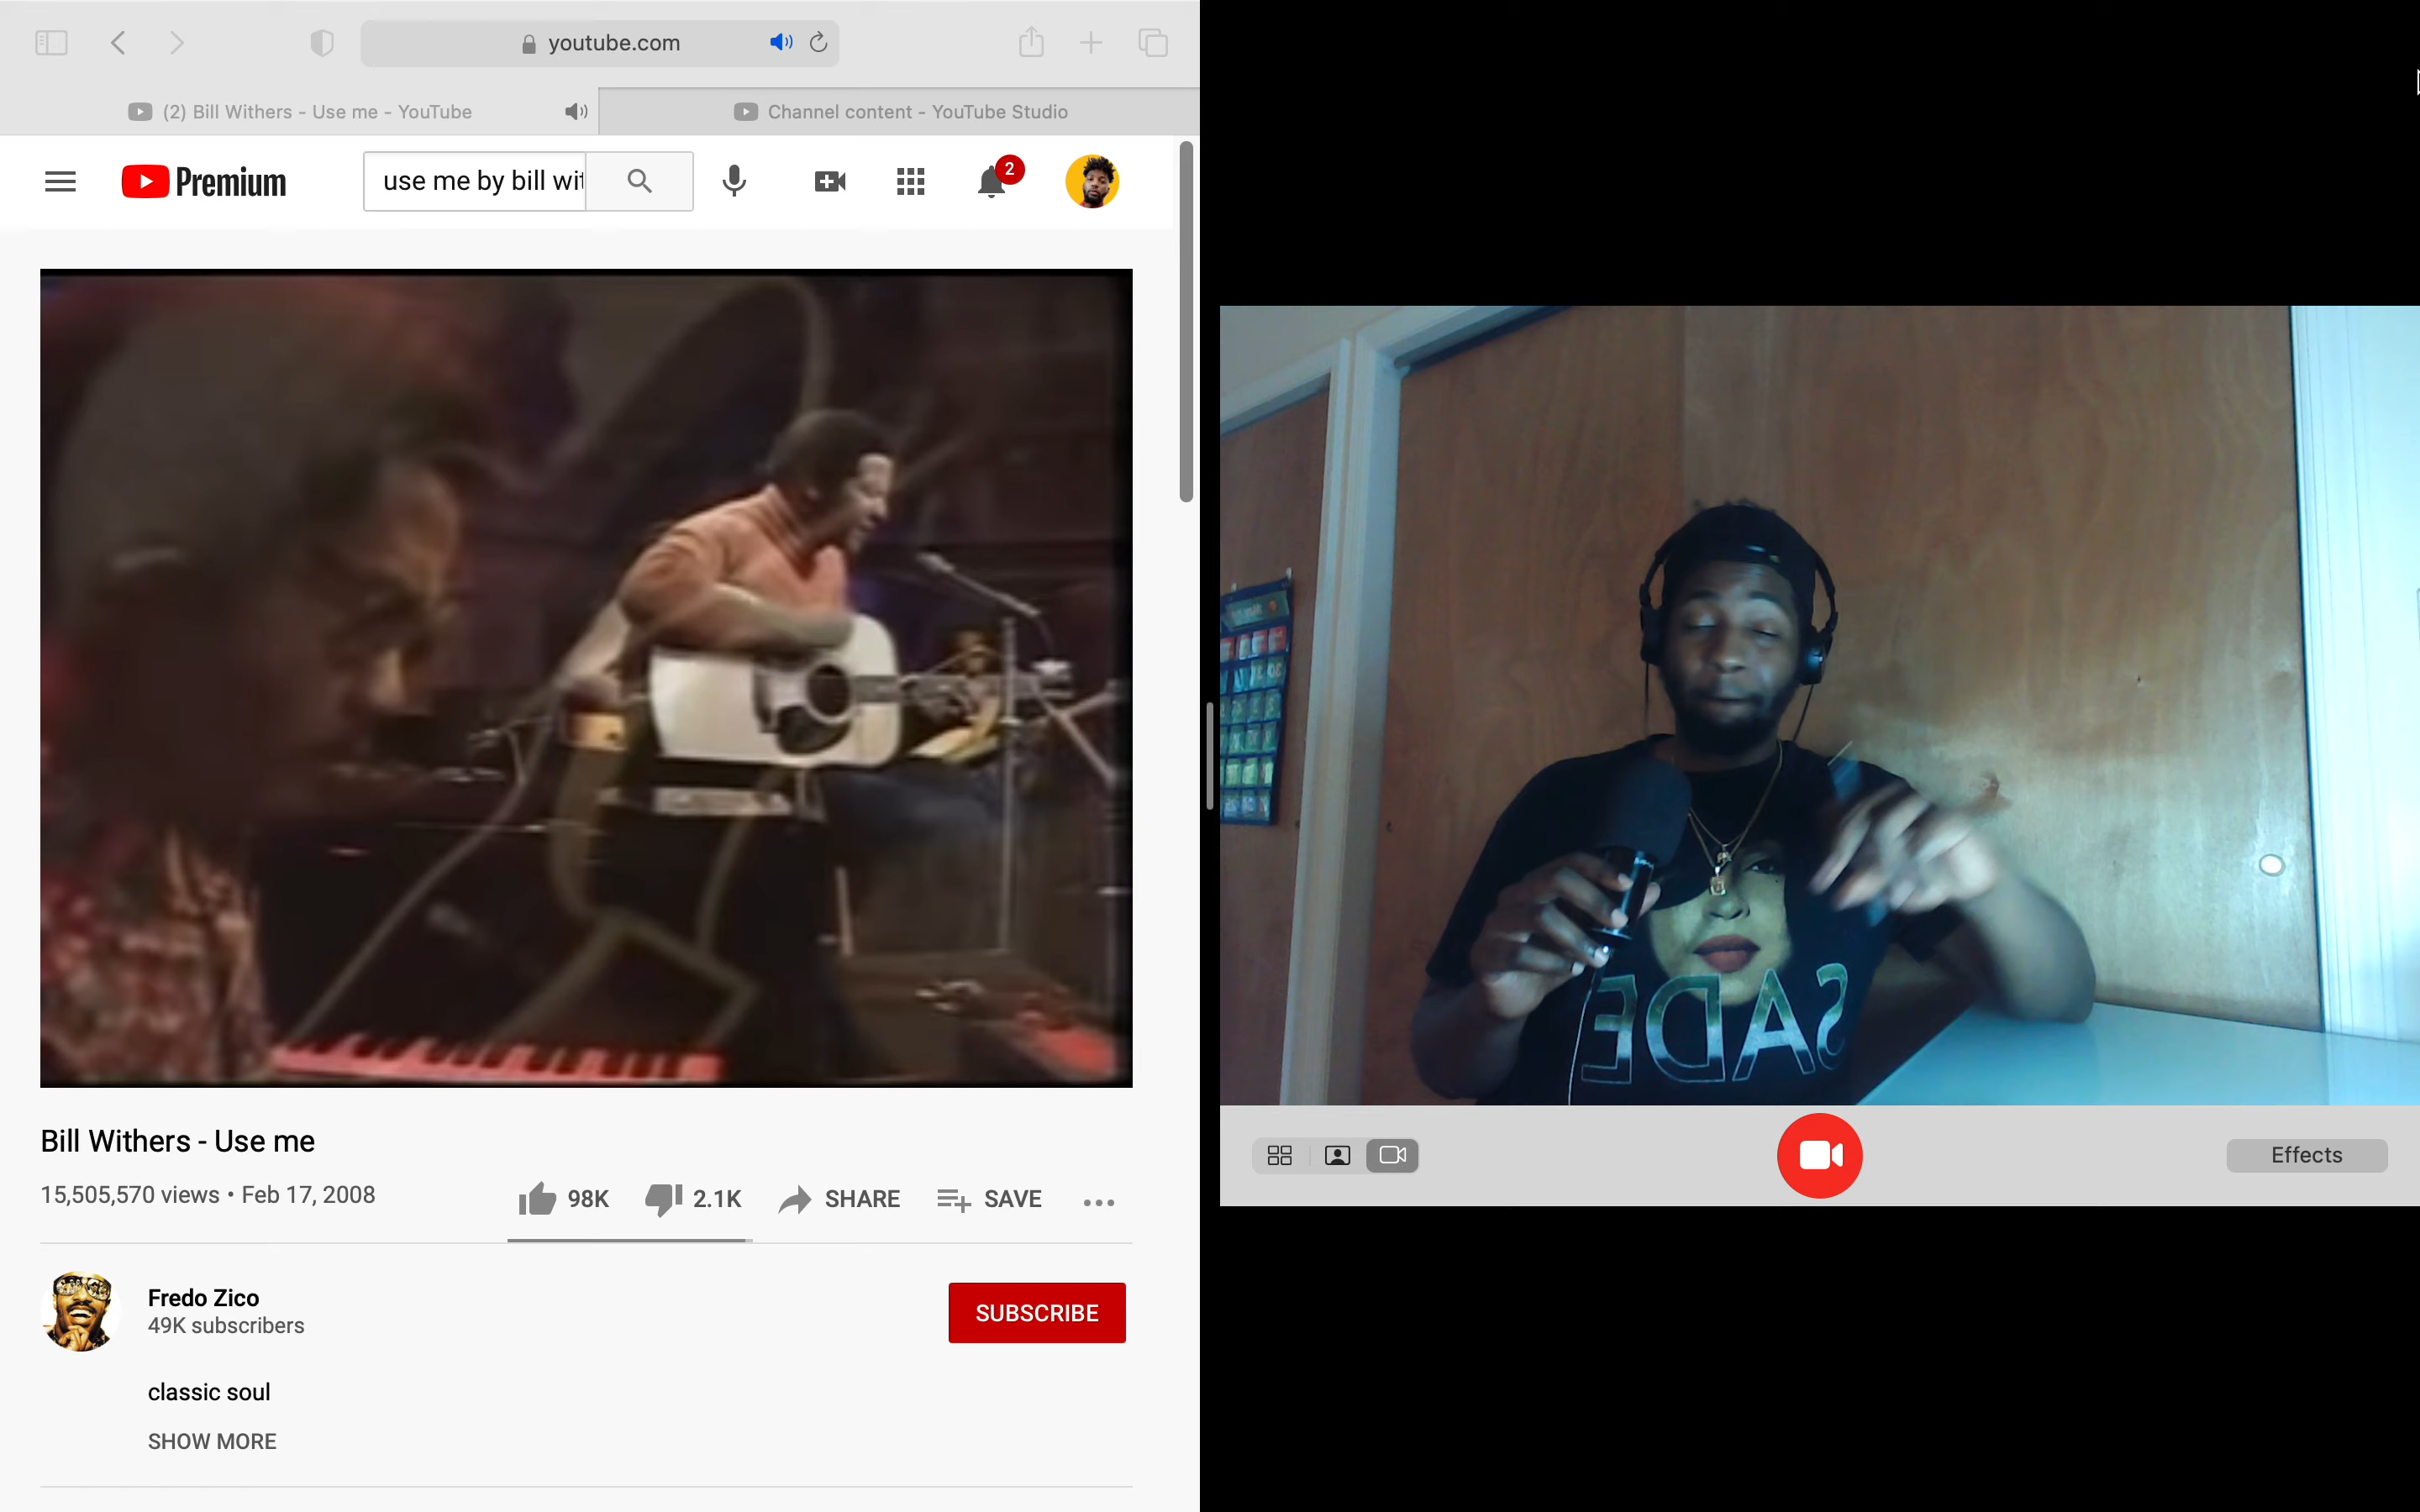 youtube.com
(2) Bill Withers - Use me - YouTube
Channel content - YouTube Studio
Premium
use me by bill wit
2
Bill Withers - Use me
15,505,570 views • Feb 17, 2008
98K
2.1K
SHARE
SAVE
Fredo Zico
49K subscribers
SUBSCRIBE
classic soul
SHOW MORE
SADE
Effects